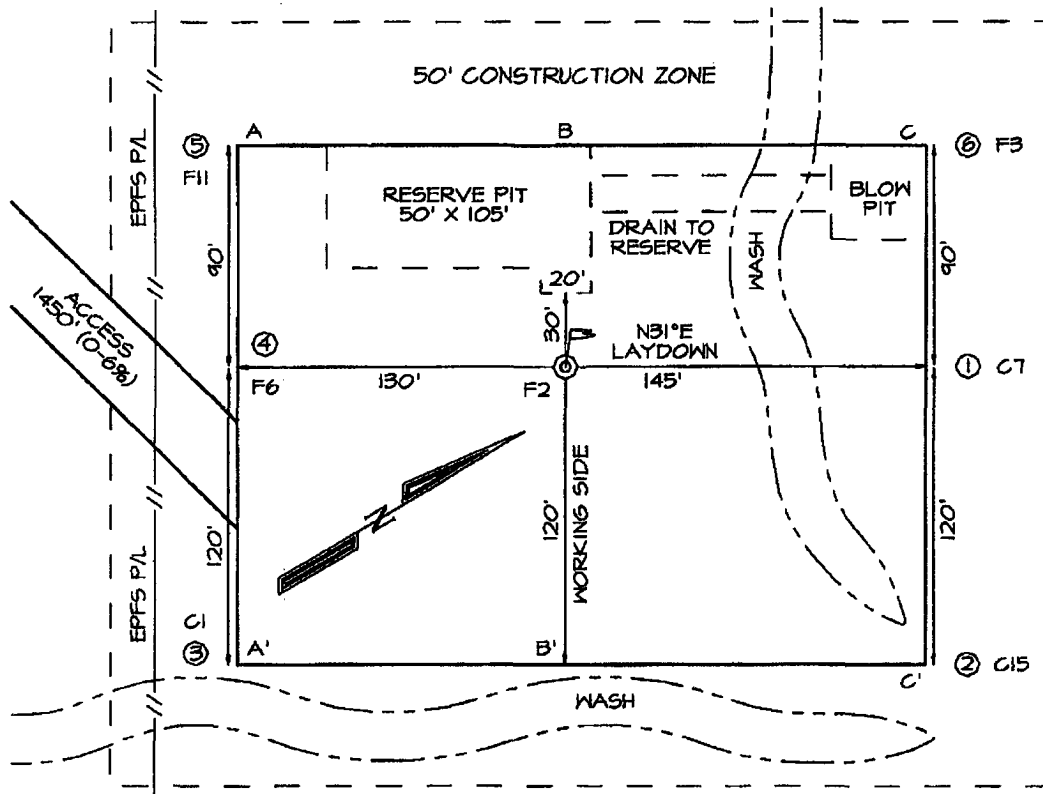 50' CONSTRUCTION ZONE
EPFS P/L
A
B
C
⑤
F11
⑥ F3
RESERVE PIT
50' X 105'
BLOW
PIT
DRAIN TO
RESERVE
WASH
90'
90'
20'
30'
ACCESS
1450' (0-6%)
N31°E
LAYDOWN
④
F6
130'
F2
145'
① C7
N
120'
120'
WORKING SIDE
120'
EPFS P/L
C1
③
A'
B'
C'
② C15
WASH